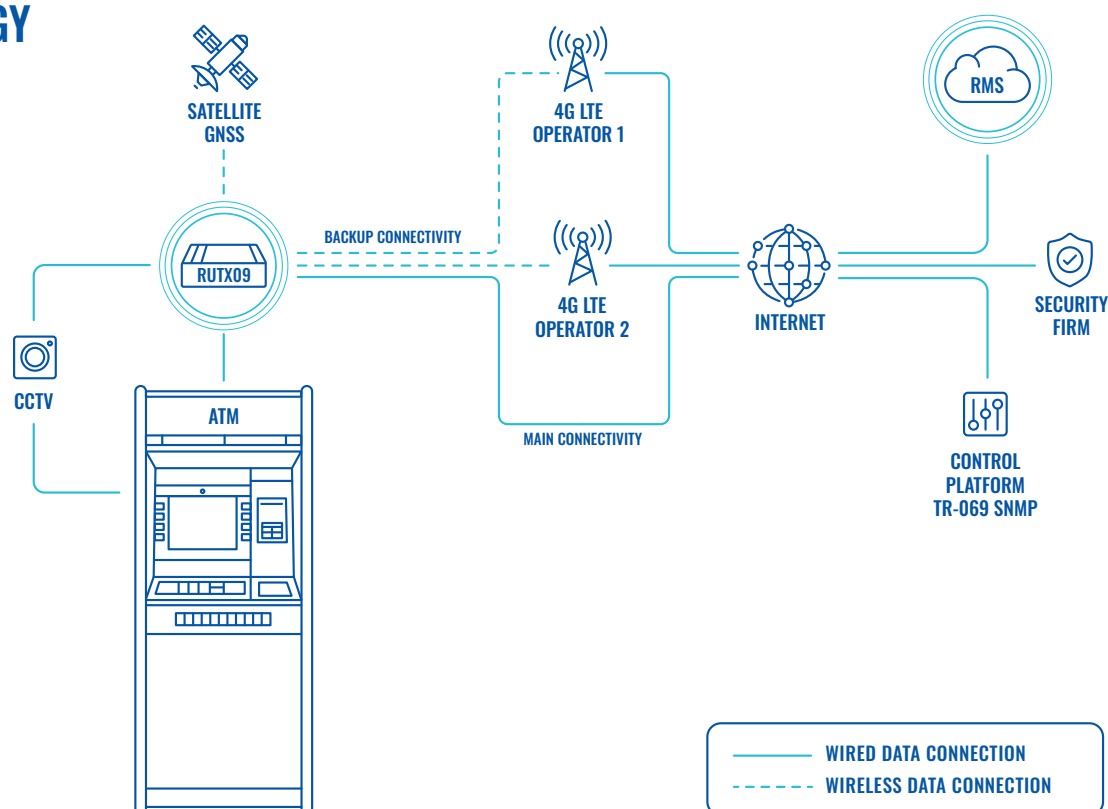 SATELLITE
GNSS
4G LTE
OPERATOR 1
RMS
BACKUP CONNECTIVITY
RUTX09
4G LTE
OPERATOR 2
INTERNET
SECURITY
FIRM
CCTV
ATM
MAIN CONNECTIVITY
CONTROL
PLATFORM
TR-069 SNMP
WIRED DATA CONNECTION
WIRELESS DATA CONNECTION